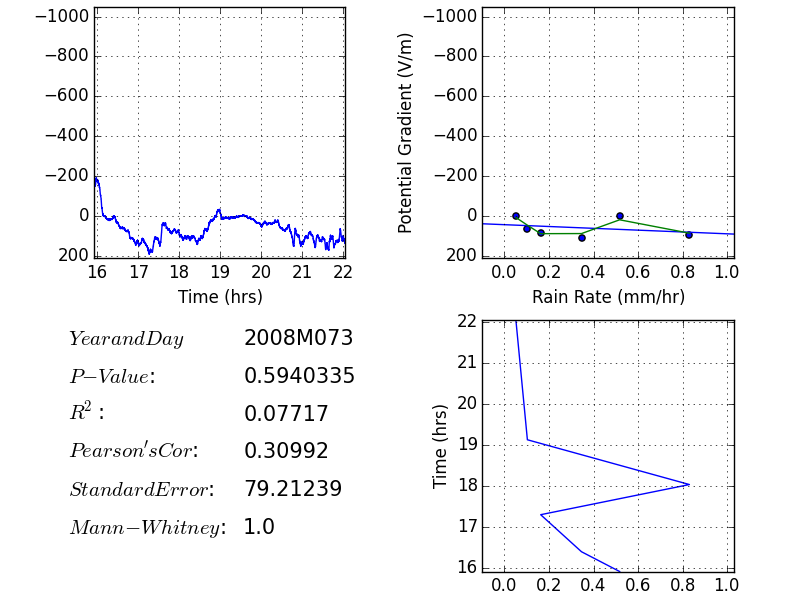 −1000
−800
−600
−400
−200
0
200
16 17 18 19 20 21 22
Time (hrs)
Potential Gradient (V/m)
−1000
−800
−600
−400
−200
0
200
0.0 0.2 0.4 0.6 0.8 1.0
Rain Rate (mm/hr)
YearandDay 2008M073
P−Value: 0.5940335
R²: 0.07717
Pearson'sCor: 0.30992
StandardError: 79.21239
Mann−Whitney: 1.0
Time (hrs)
22
21
20
19
18
17
16
0.0 0.2 0.4 0.6 0.8 1.0